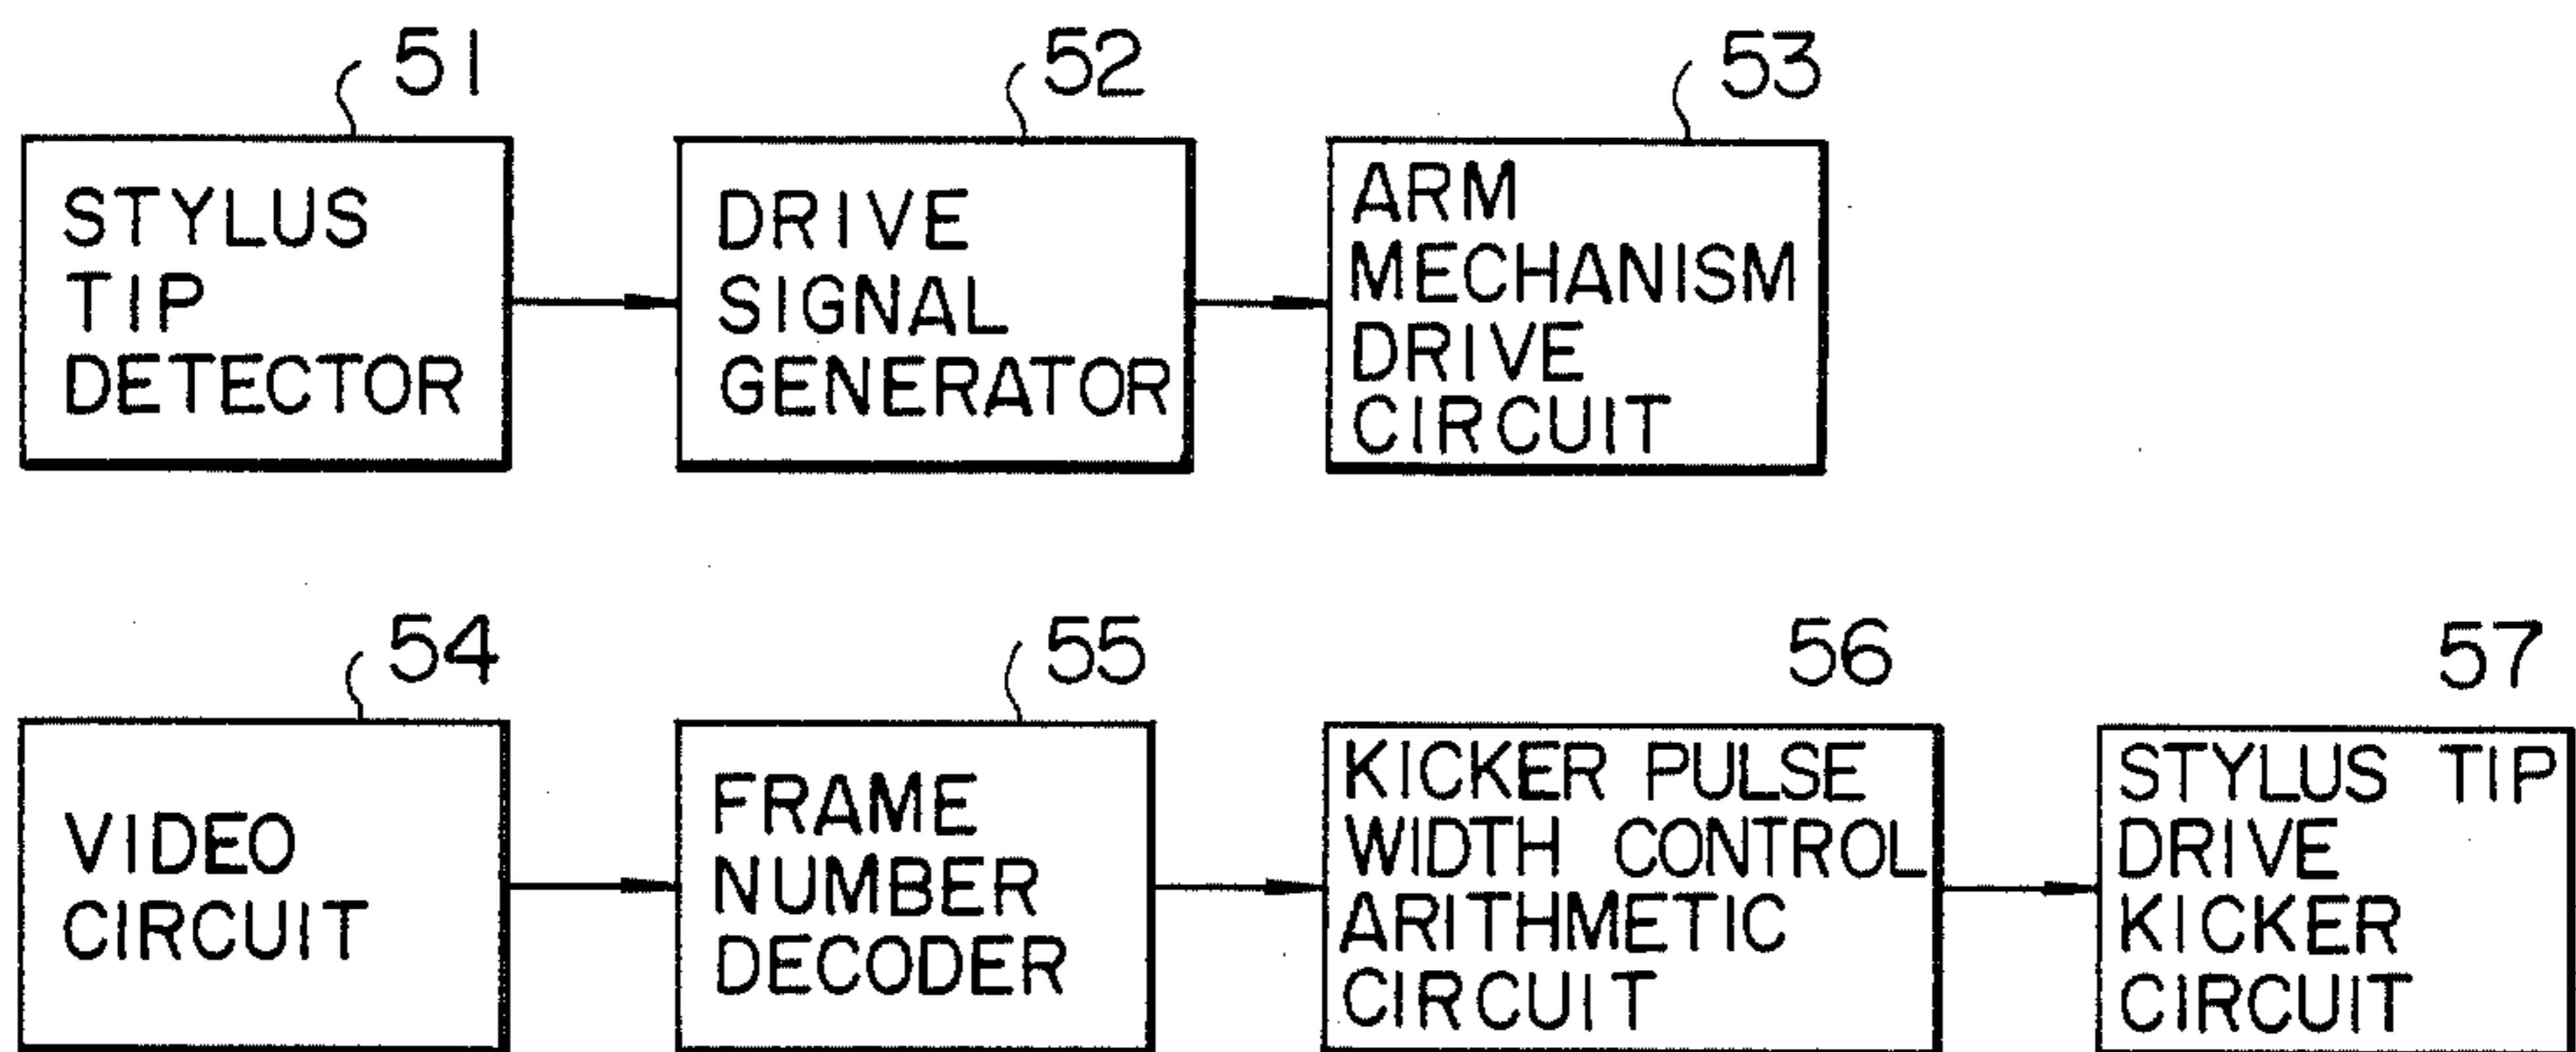 51
52
53
STYLUS
TIP
DETECTOR
DRIVE
SIGNAL
GENERATOR
ARM
MECHANISM
DRIVE
CIRCUIT
54
55
56
57
VIDEO
CIRCUIT
FRAME
NUMBER
DECODER
KICKER PULSE
WIDTH CONTROL
ARITHMETIC
CIRCUIT
STYLUS TIP
DRIVE
KICKER
CIRCUIT